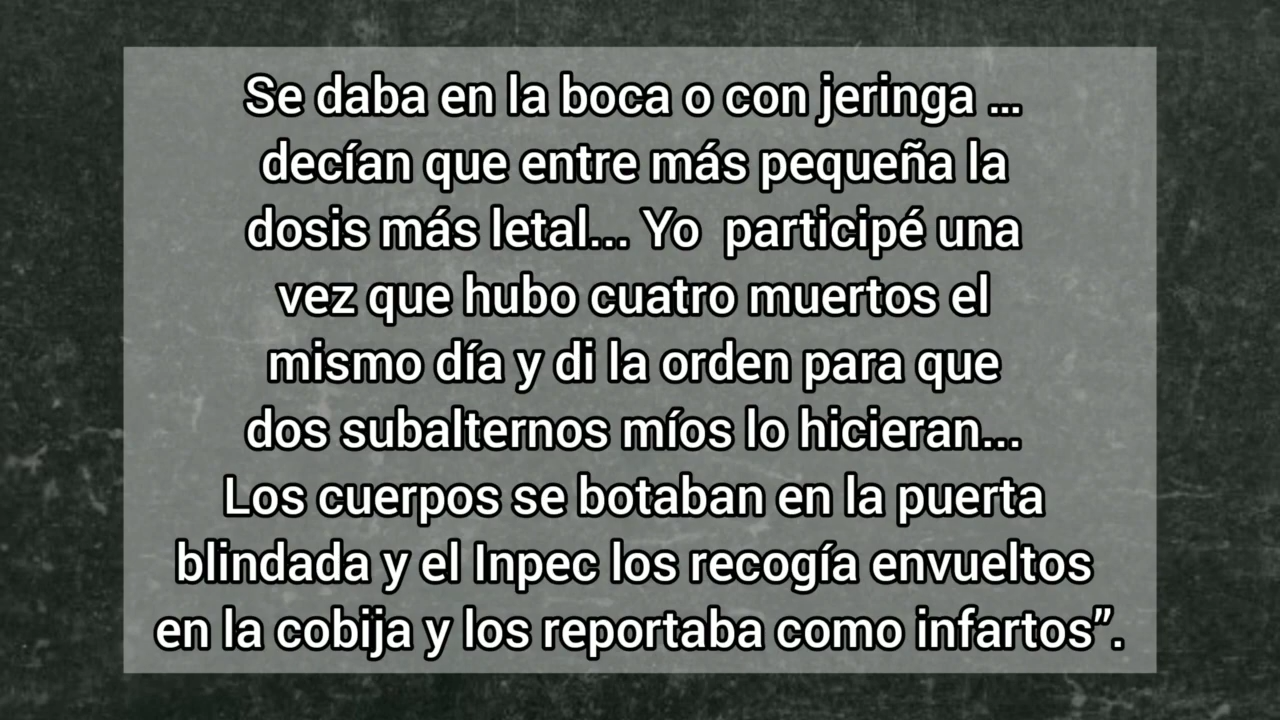 Se daba en la boca o con jeringa ...
decían que entre más pequeña la
dosis más letal... Yo  participé una
vez que hubo cuatro muertos el
mismo día y di la orden para que
dos subalternos míos lo hicieran...
Los cuerpos se botaban en la puerta
blindada y el Inpec los recogía envueltos
en la cobija y los reportaba como infartos”.